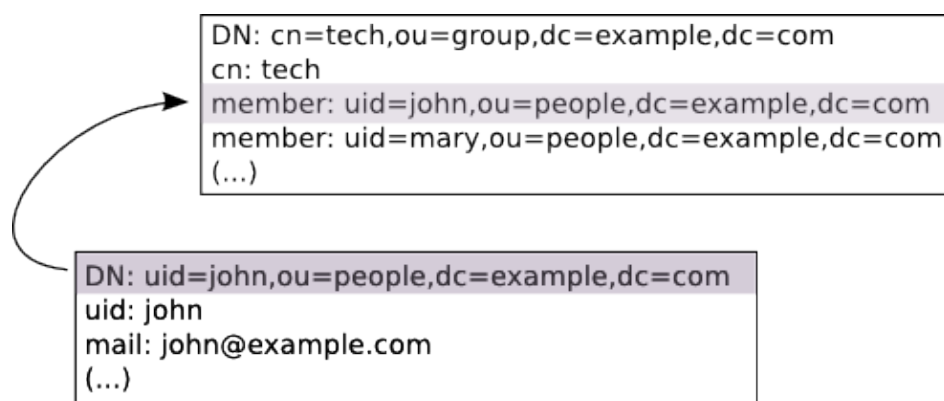 DN: cn=tech,ou=group,dc=example,dc=com
cn: tech
member: uid=john,ou=people,dc=example,dc=com
member: uid=mary,ou=people,dc=example,dc=com
(...)
DN: uid=john,ou=people,dc=example,dc=com
uid: john
mail: john@example.com
(...)